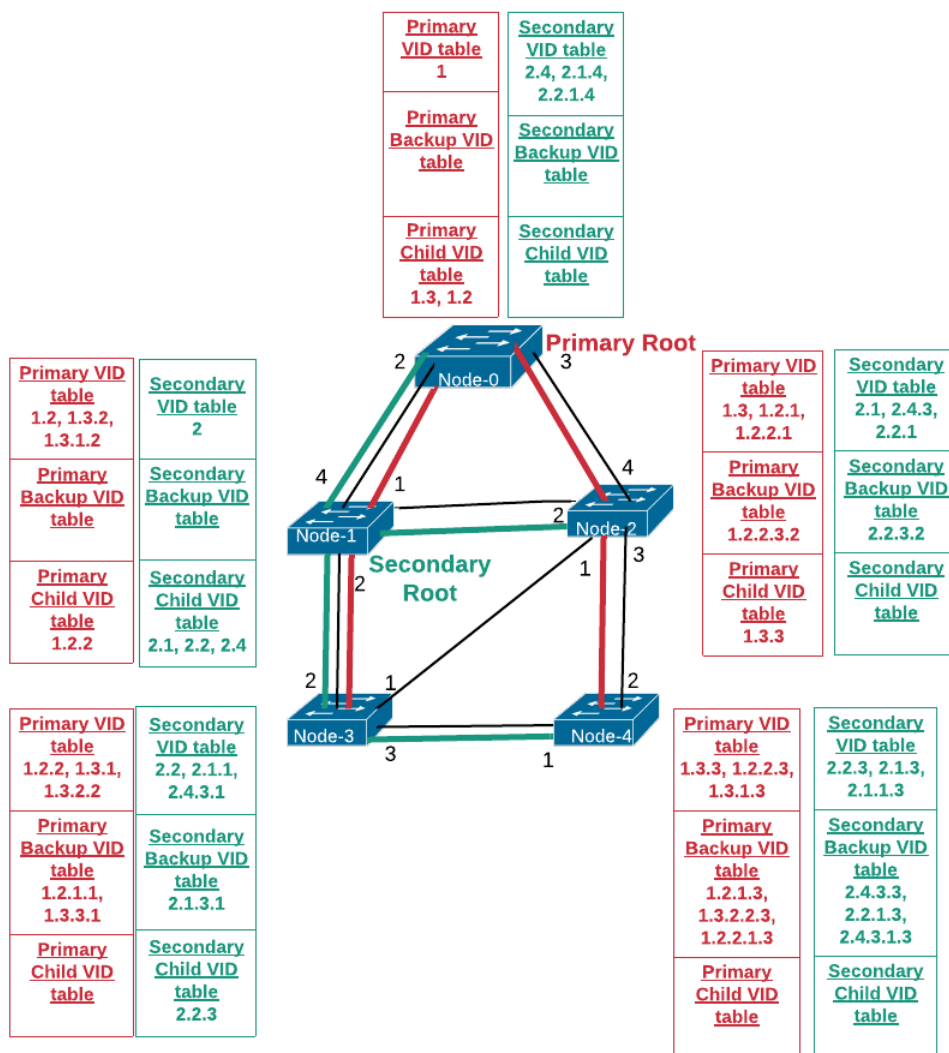 Primary
VID table
1
Primary
Backup VID
table
Primary
Child VID
table
1.3, 1.2
Secondary
VID table
2.4, 2.1.4,
2.2.1.4
Secondary
Backup VID
table
Secondary
Child VID
table
Primary Root
2
3
Node-0
Primary VID
table
1.2, 1.3.2,
1.3.1.2
Primary
Backup VID
table
Primary
Child VID
table
1.2.2
Secondary
VID table
2
Secondary
Backup VID
table
Secondary
Child VID
table
2.1, 2.2, 2.4
4
1
Node-1
2
Secondary
Root
4
2
Node-2
1
3
Primary VID
table
1.3, 1.2.1,
1.2.2.1
Primary
Backup VID
table
1.2.2.3.2
Primary
Child VID
table
1.3.3
Secondary
VID table
2.1, 2.4.3,
2.2.1
Secondary
Backup VID
table
2.2.3.2
Secondary
Child VID
table
Primary VID
table
1.2.2, 1.3.1,
1.3.2.2
Primary
Backup VID
table
1.2.1.1,
1.3.3.1
Primary
Child VID
table
Secondary
VID table
2.2, 2.1.1,
2.4.3.1
Secondary
Backup VID
table
2.1.3.1
Secondary
Child VID
table
2.2.3
2
1
Node-3
3
2
Node-4
1
Primary VID
table
1.3.3, 1.2.2.3,
1.3.1.3
Primary
Backup VID
table
1.2.1.3,
1.3.2.2.3,
1.2.2.1.3
Primary
Child VID
table
Secondary
VID table
2.2.3, 2.1.3,
2.1.1.3
Secondary
Backup VID
table
2.4.3.3,
2.2.1.3,
2.4.3.1.3
Secondary
Child VID
table